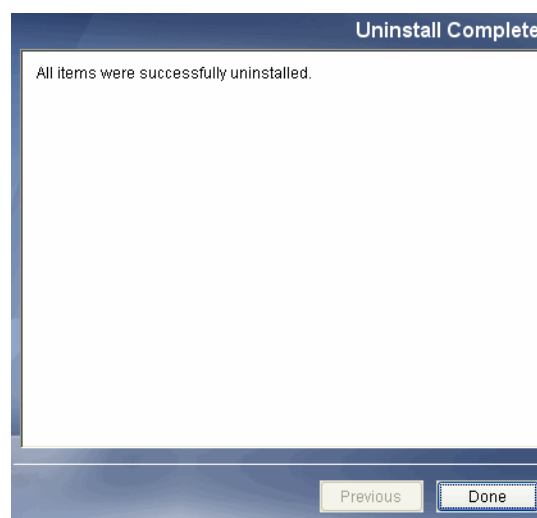 Uninstall Complete
All items were successfully uninstalled.
Previous
Done